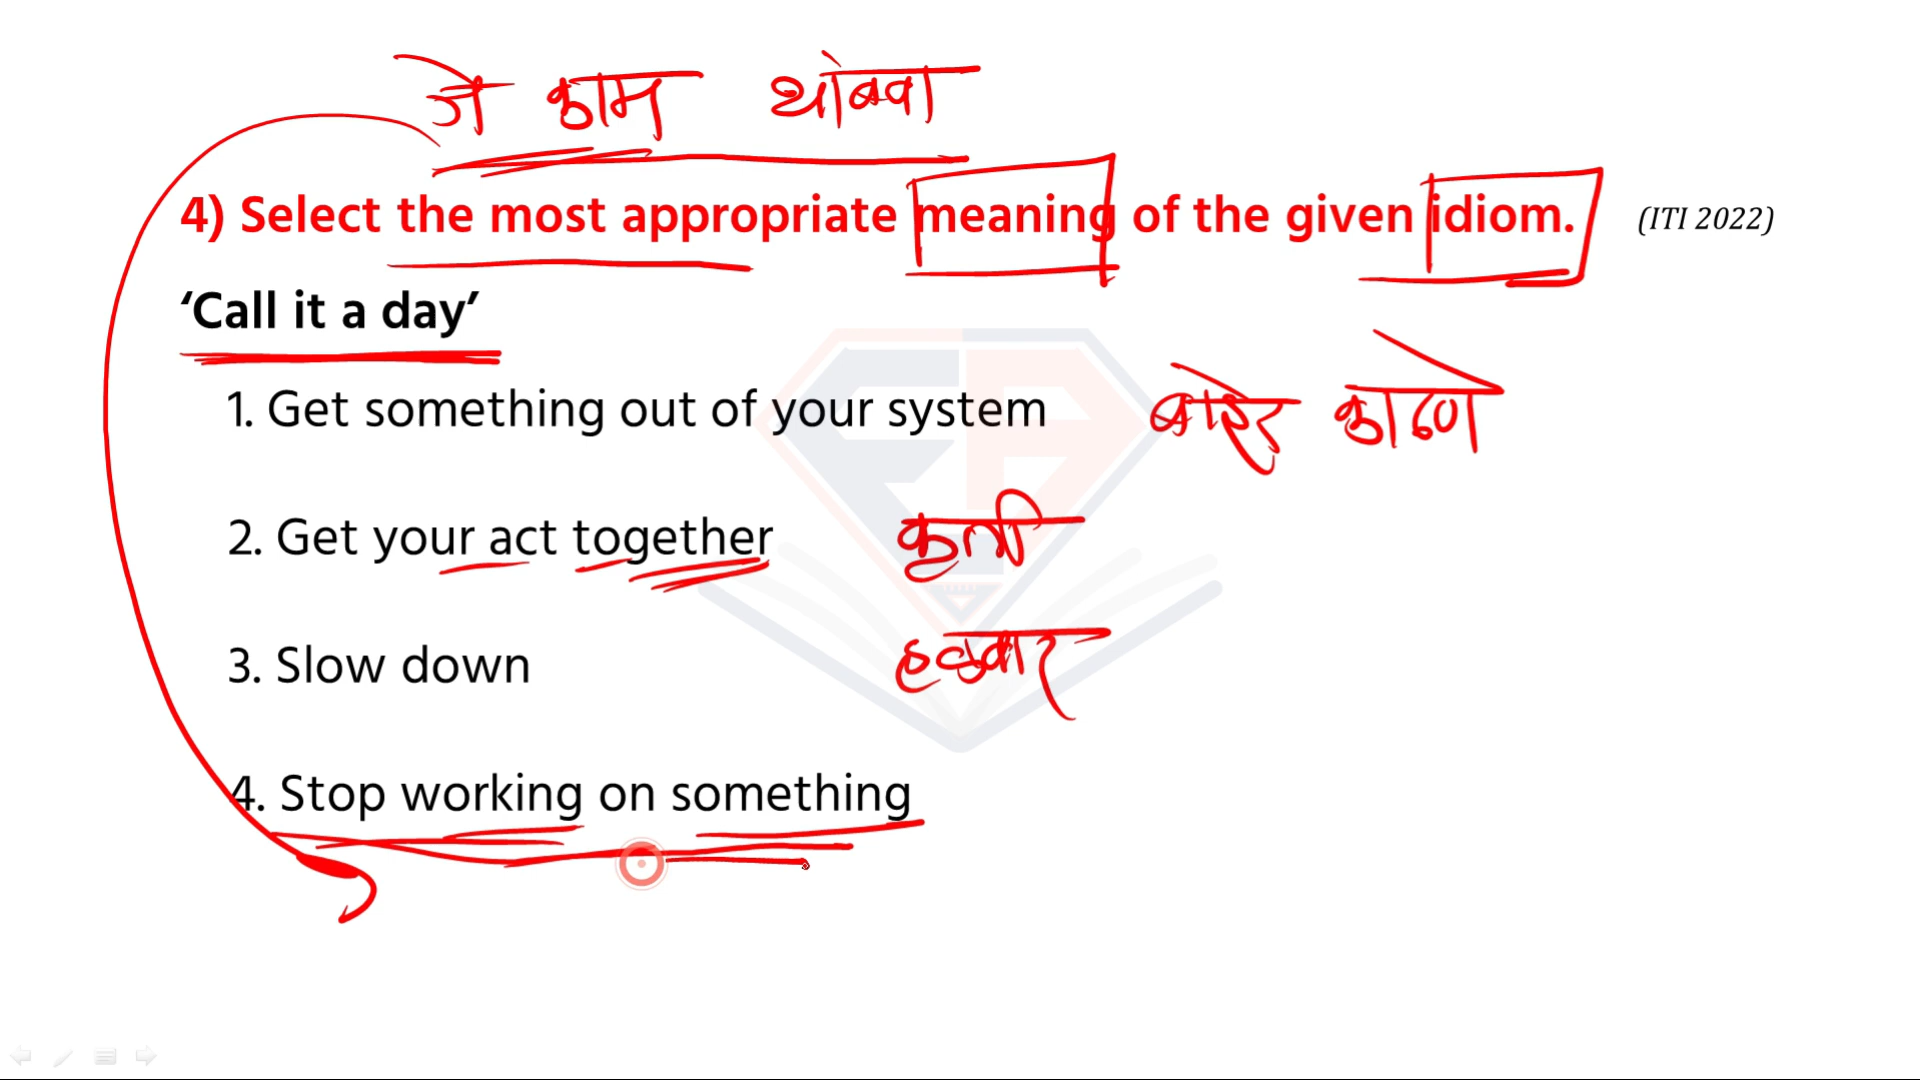 जे काम थांबवा
4) Select the most appropriate meaning of the given idiom. (ITI 2022)
‘Call it a day’
1. Get something out of your system बाहेर काढणे
2. Get your act together कृती
3. Slow down हळुवार
4. Stop working on something